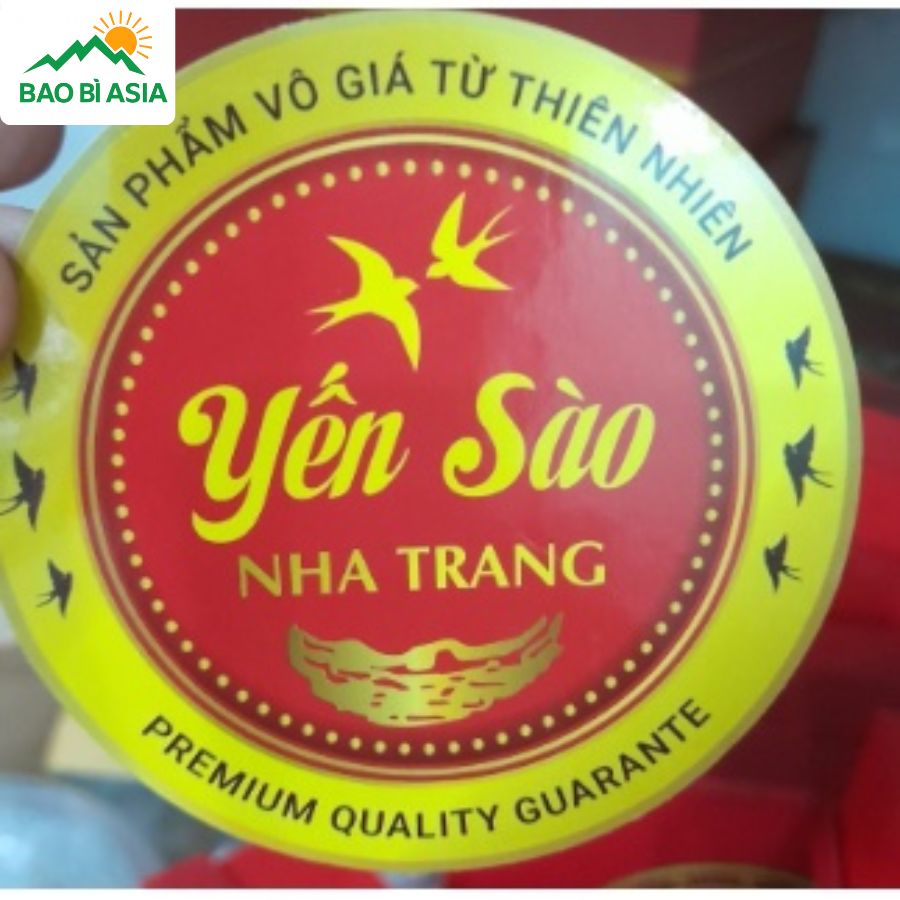 BAO BÌ ASIA
SẢN PHẨM VÔ GIÁ TỪ THIÊN NHIÊN
Yến Sào
NHA TRANG
PREMIUM QUALITY GUARANTE